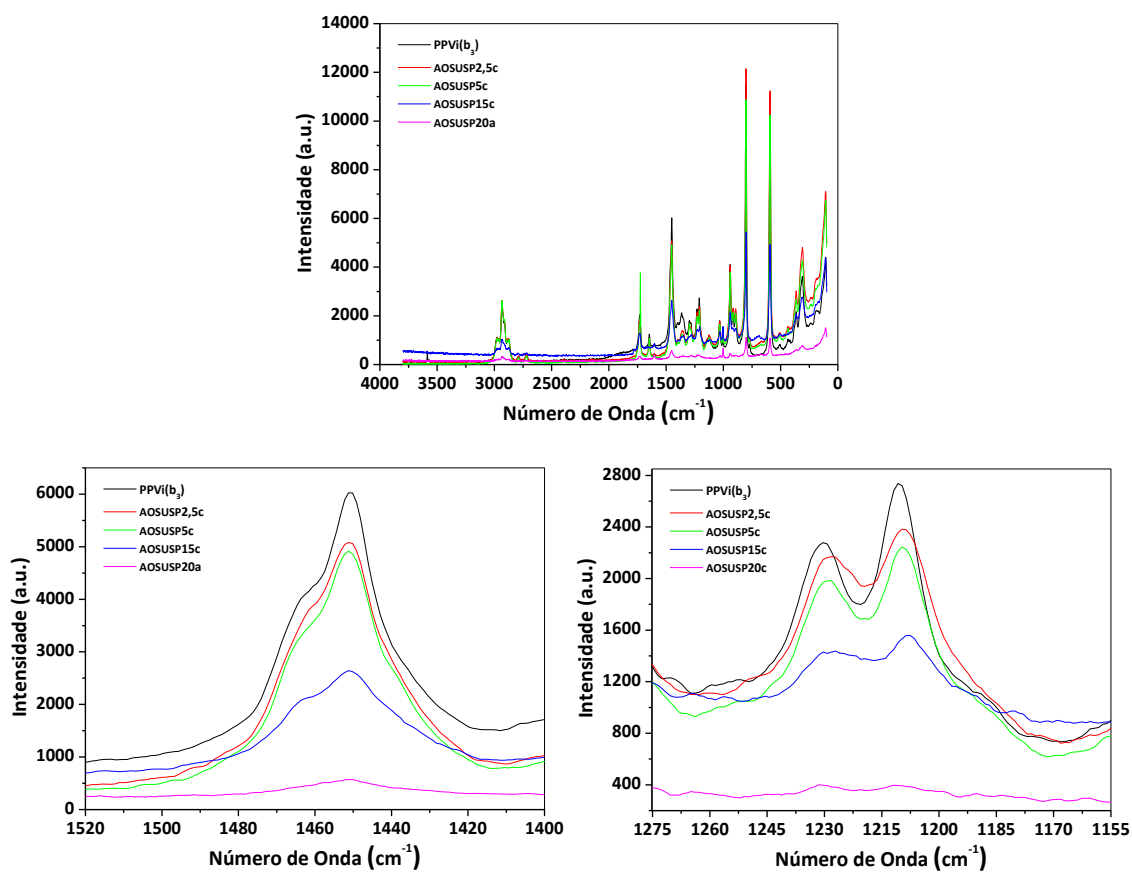 14000
12000
10000
8000
6000
4000
2000
0
Intensidade (a.u.)
PPVi(b3)
AOSUSP2,5c
AOSUSP5c
AOSUSP15c
AOSUSP20a
4000 3500 3000 2500 2000 1500 1000 500 0
Número de Onda (cm-1)
6000
5000
4000
3000
2000
1000
0
Intensidade (a.u.)
PPVi(b3)
AOSUSP2,5c
AOSUSP5c
AOSUSP15c
AOSUSP20a
1520 1500 1480 1460 1440 1420 1400
Número de Onda (cm-1)
2800
2400
2000
1600
1200
800
400
Intensidade (a.u.)
PPVi(b3)
AOSUSP2,5c
AOSUSP5c
AOSUSP15c
AOSUSP20c
1275 1260 1245 1230 1215 1200 1185 1170 1155
Número de Onda (cm-1)